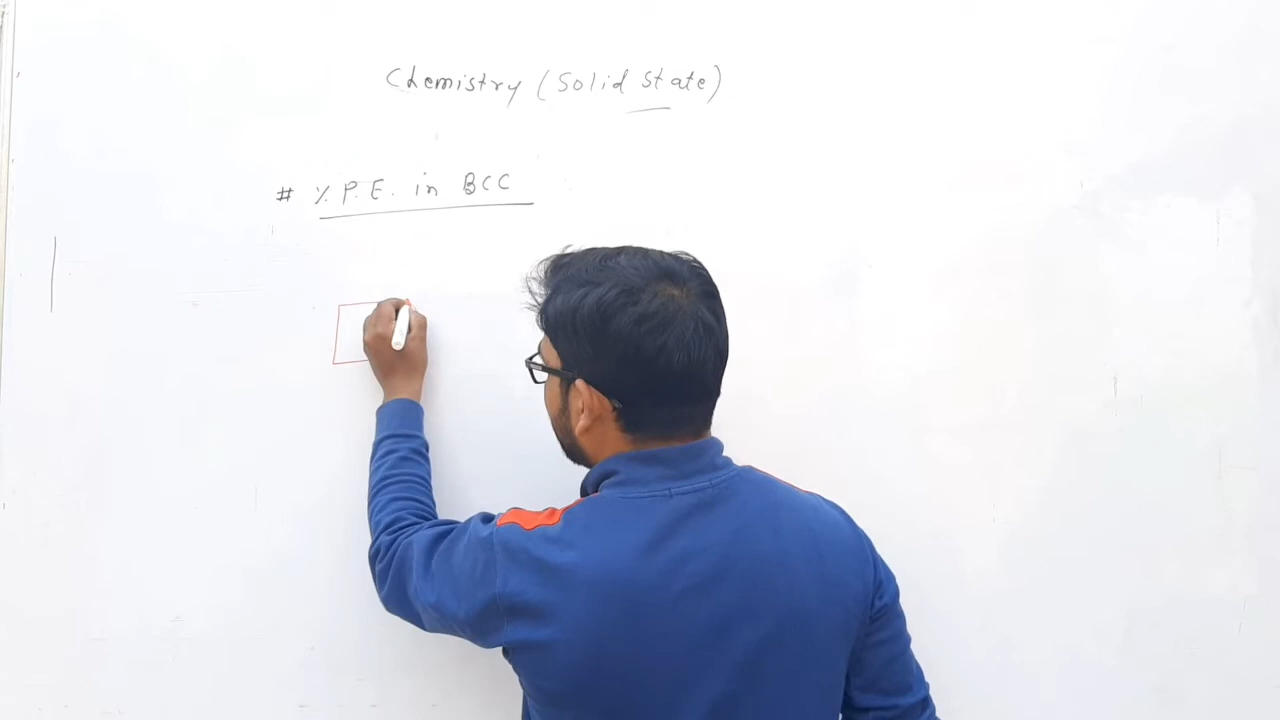 Chemistry (Solid State)
# % P.E. in BCC